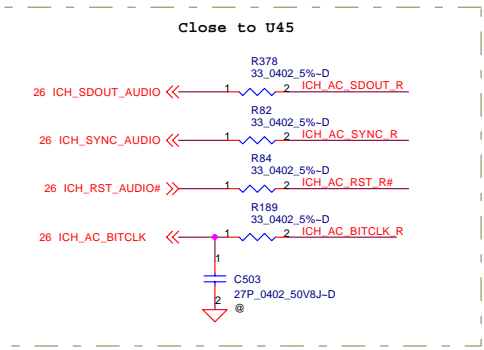 Close to U45
R378
33_0402_5%~D
26 ICH_SDOUT_AUDIO 1 2 ICH_AC_SDOUT_R
R82
33_0402_5%~D
26 ICH_SYNC_AUDIO 1 2 ICH_AC_SYNC_R
R84
33_0402_5%~D
26 ICH_RST_AUDIO# 1 2 ICH_AC_RST_R#
R189
33_0402_5%~D
26 ICH_AC_BITCLK 1 2 ICH_AC_BITCLK_R
1
C503
27P_0402_50V8J~D
2
@